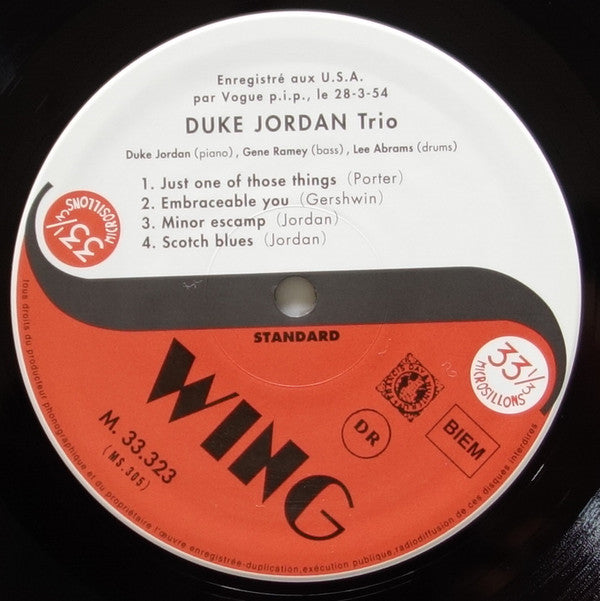 Enregistré aux U.S.A.
par Vogue p.i.p., le 28-3-54
DUKE JORDAN Trio
Duke Jordan (piano), Gene Ramey (bass), Lee Abrams (drums)
1. Just one of those things (Porter)
2. Embraceable you (Gershwin)
3. Minor escamp (Jordan)
4. Scotch blues (Jordan)
33 1/3
MICROSILLONS
STANDARD
33 1/3
MICROSILLONS
WING
M. 33.323
(MS. 305)
DR
BIEM
tous droits du producteur phonographique et du propriétaire l'œuvre enregistrée-duplication,exécution publique,radiodiffusion de ces disques interdites